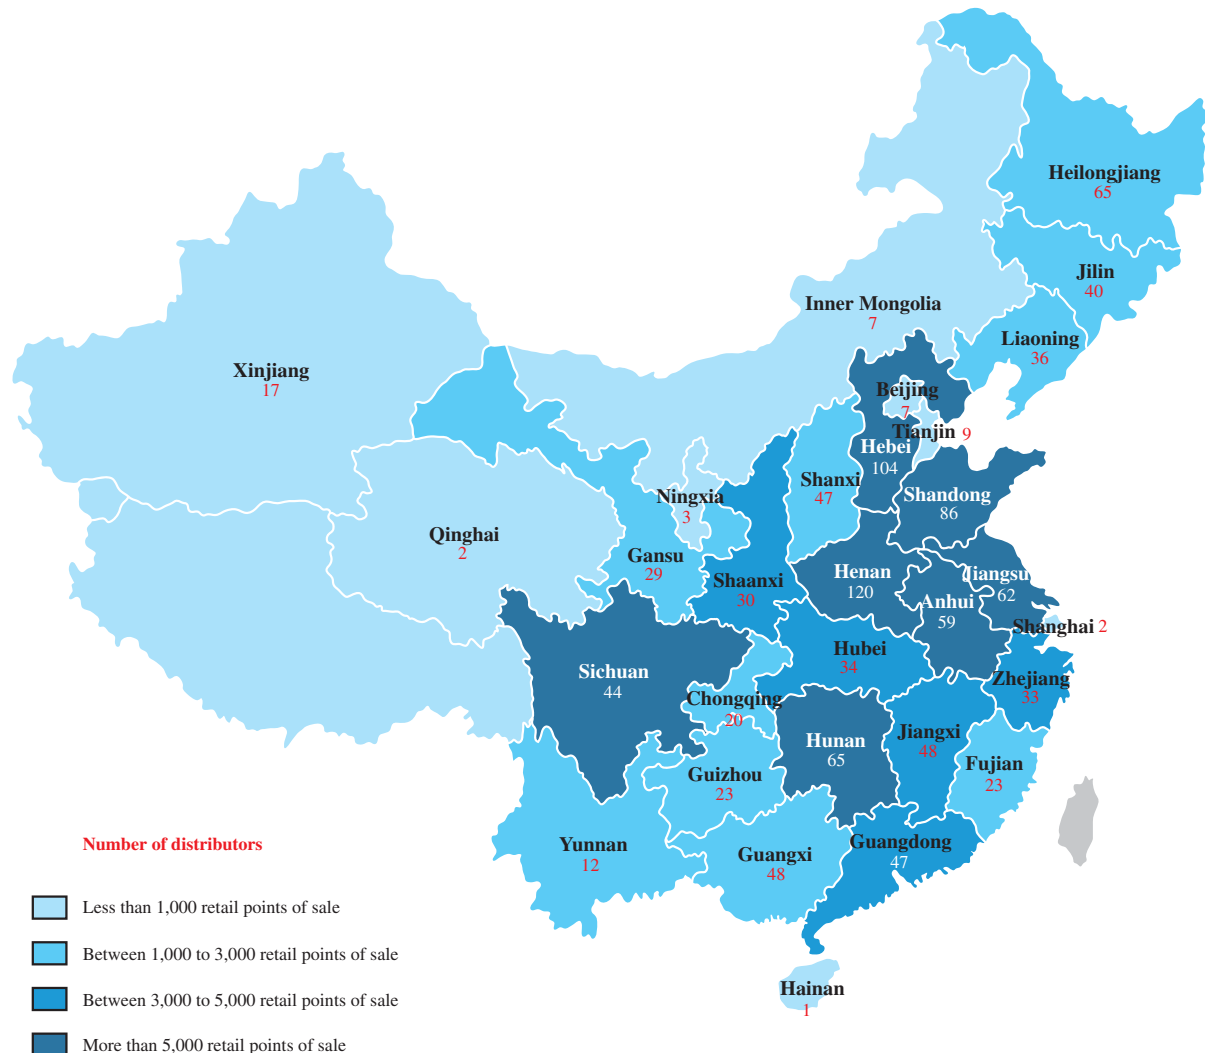 Heilongjiang
65
Jilin
40
Inner Mongolia
7
Liaoning
36
Xinjiang
17
Beijing
7
Tianjin 9
Hebei
104
Shanxi
47
Ningxia
3
Shandong
86
Qinghai
2
Gansu
29
Shaanxi
30
Henan
120
Jiangsu
62
Anhui
59
Shanghai 2
Hubei
34
Sichuan
44
Zhejiang
33
Chongqing
20
Hunan
65
Jiangxi
48
Fujian
23
Guizhou
23
Yunnan
12
Guangxi
48
Guangdong
47
Hainan
1
Number of distributors
Less than 1,000 retail points of sale
Between 1,000 to 3,000 retail points of sale
Between 3,000 to 5,000 retail points of sale
More than 5,000 retail points of sale